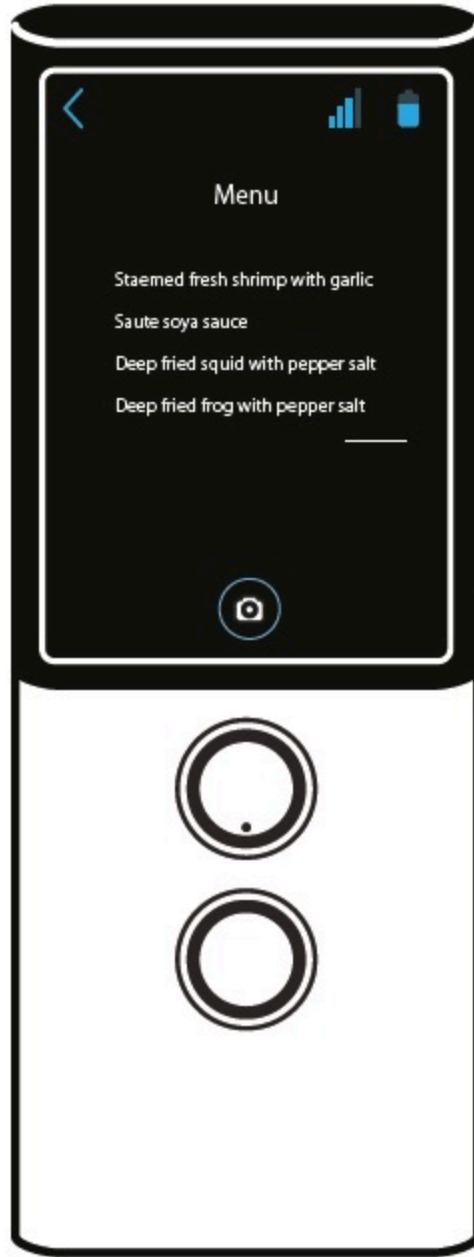 Menu
Staemed fresh shrimp with garlic
Saute soya sauce
Deep fried squid with pepper salt
Deep fried frog with pepper salt